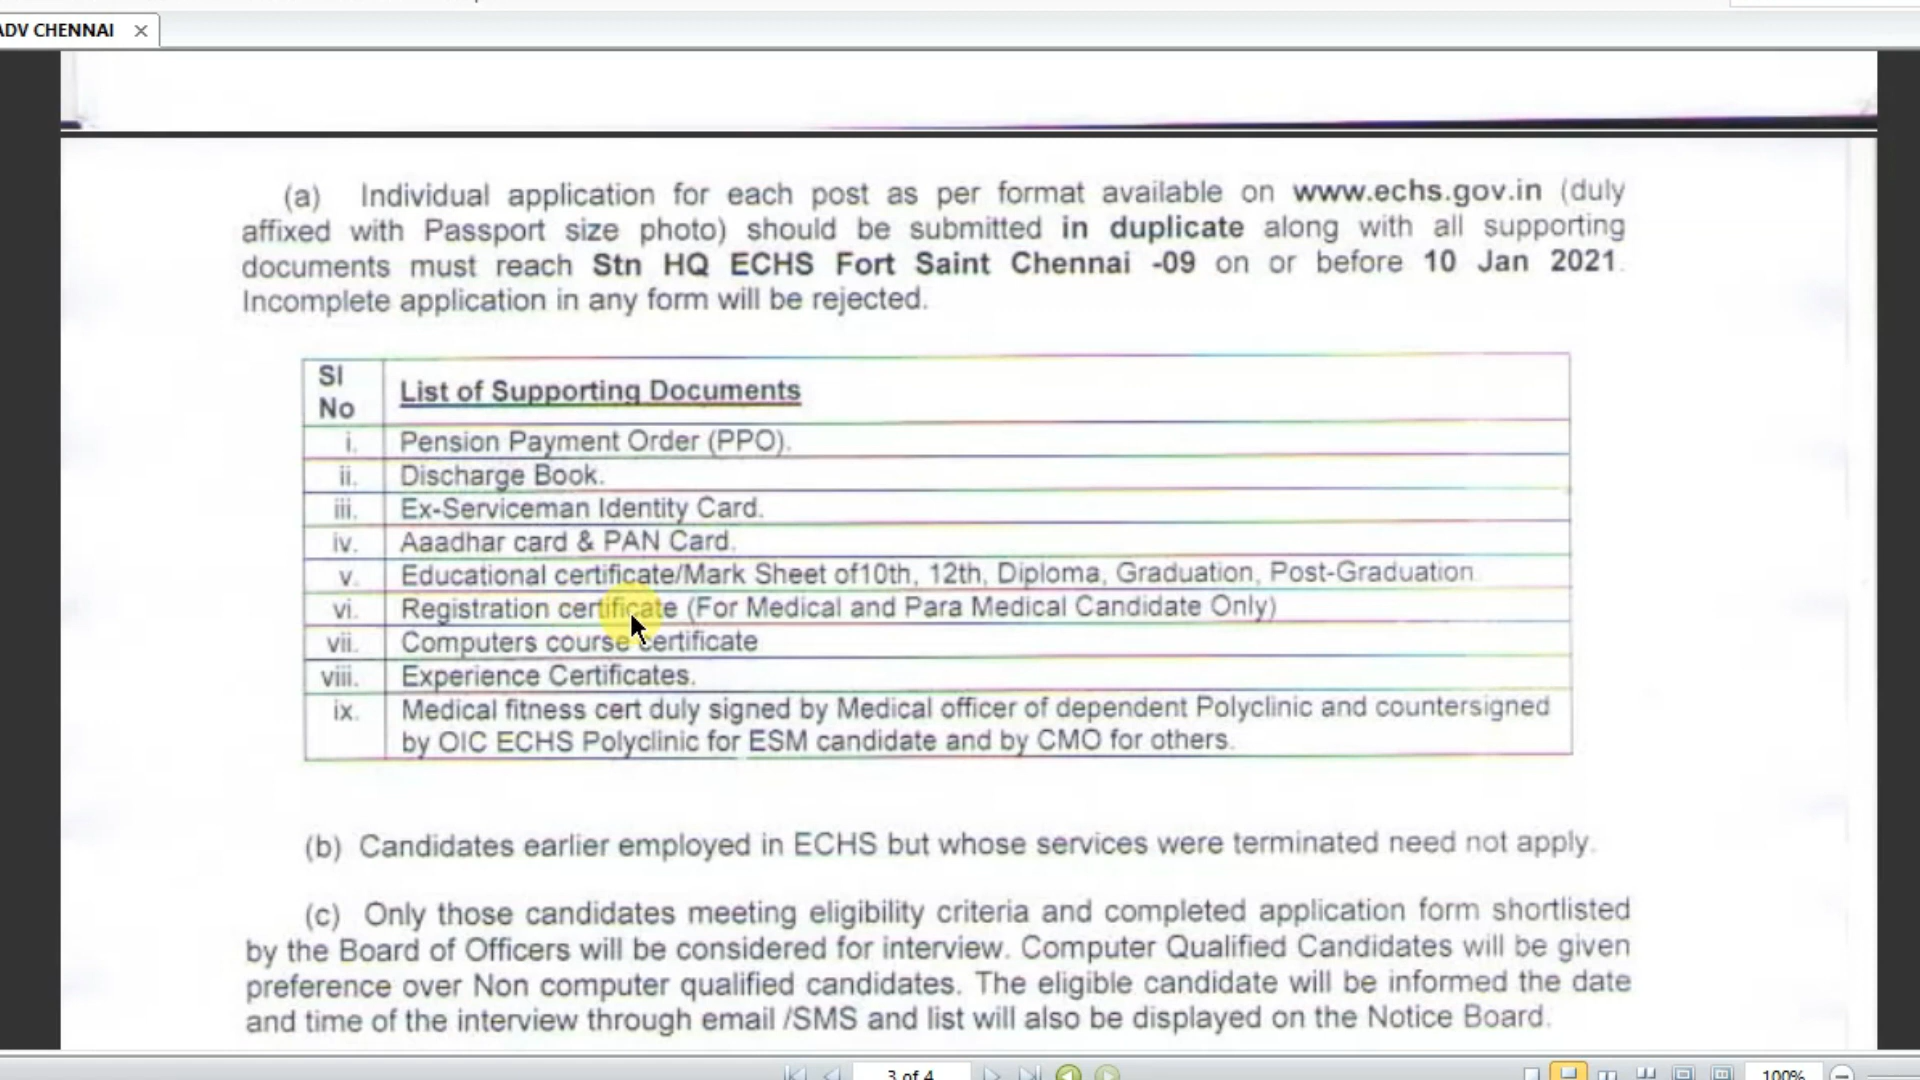 ADV CHENNAI
(a) Individual application for each post as per format available on www.echs.gov.in (duly
affixed with Passport size photo) should be submitted in duplicate along with all supporting
documents must reach Stn HQ ECHS Fort Saint Chennai -09 on or before 10 Jan 2021.
Incomplete application in any form will be rejected.
Sl
No
List of Supporting Documents
i. Pension Payment Order (PPO).
ii. Discharge Book.
iii. Ex-Serviceman Identity Card.
iv. Aaadhar card & PAN Card.
v. Educational certificate/Mark Sheet of10th, 12th, Diploma, Graduation, Post-Graduation
vi. Registration certificate (For Medical and Para Medical Candidate Only)
vii. Computers course certificate
viii. Experience Certificates.
ix. Medical fitness cert duly signed by Medical officer of dependent Polyclinic and countersigned
by OIC ECHS Polyclinic for ESM candidate and by CMO for others.
(b) Candidates earlier employed in ECHS but whose services were terminated need not apply.
(c) Only those candidates meeting eligibility criteria and completed application form shortlisted
by the Board of Officers will be considered for interview. Computer Qualified Candidates will be given
preference over Non computer qualified candidates. The eligible candidate will be informed the date
and time of the interview through email /SMS and list will also be displayed on the Notice Board.
3 of 4
100%